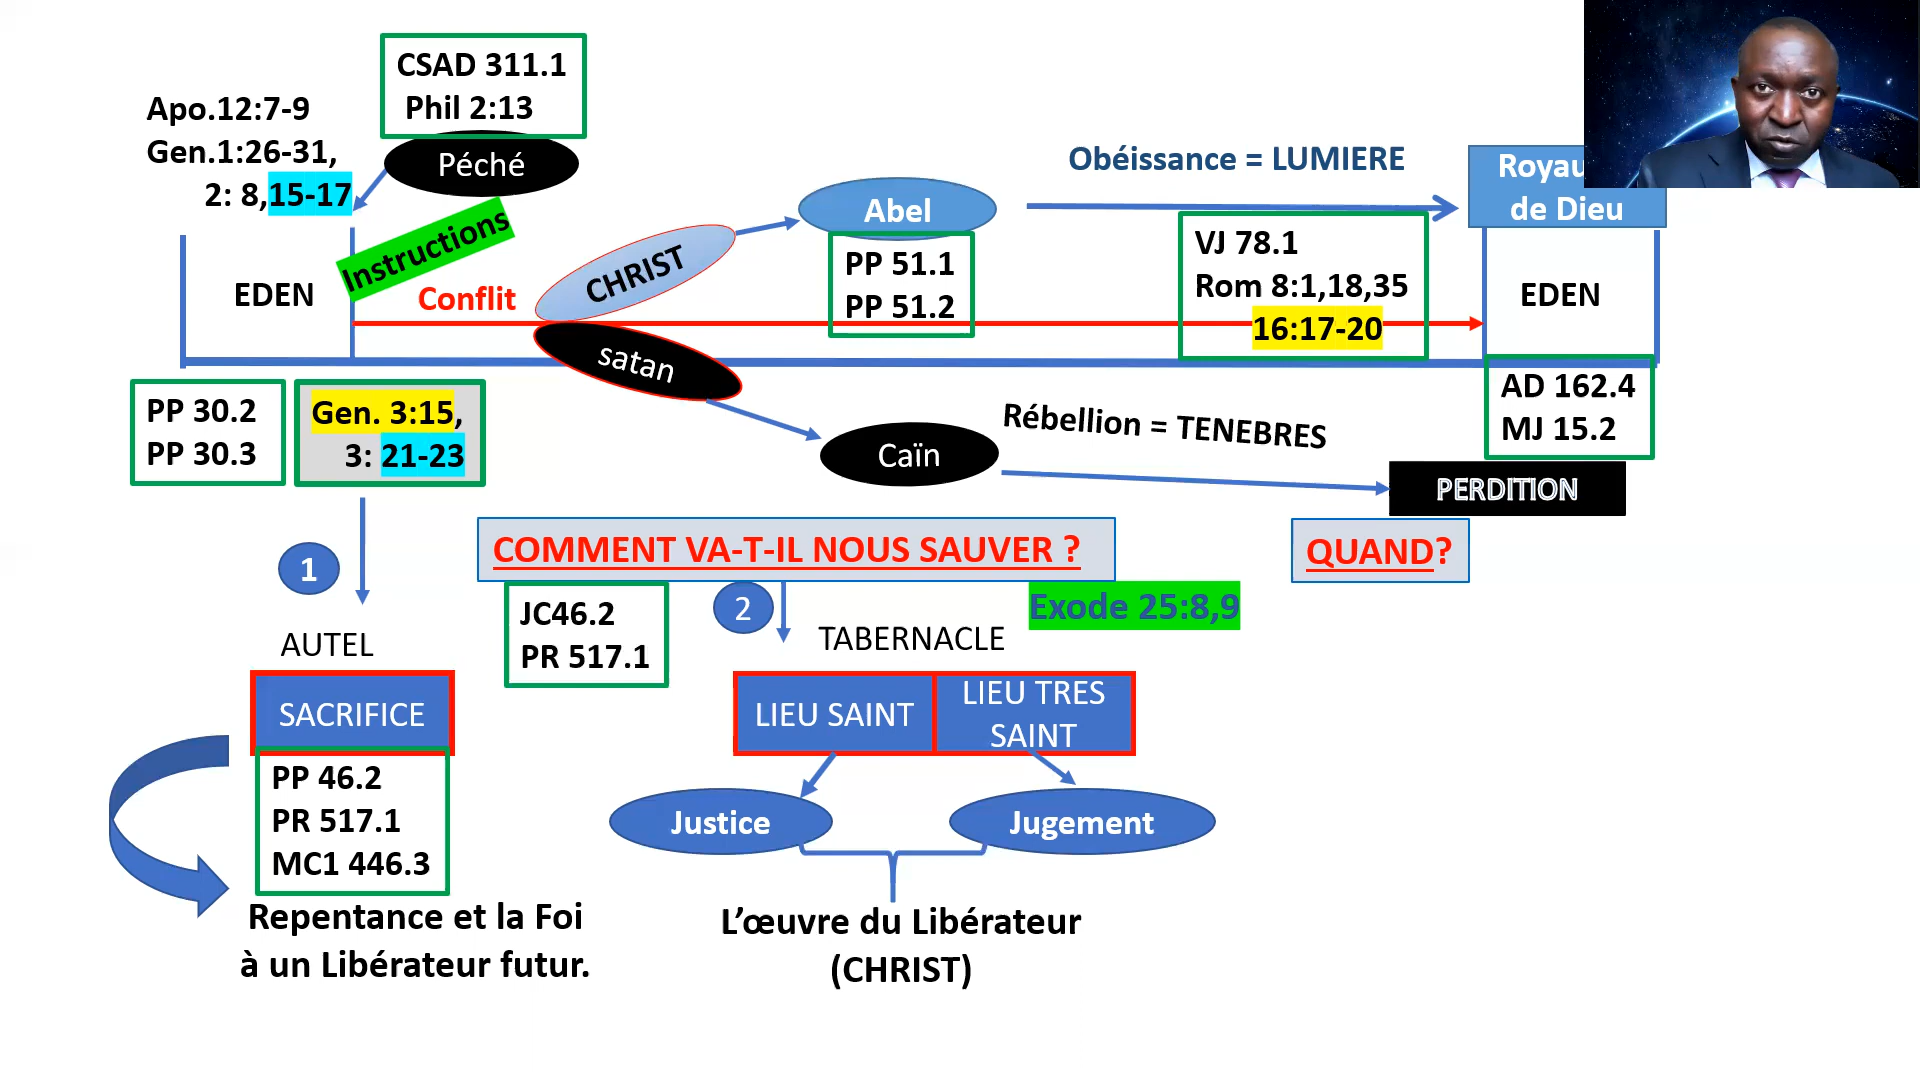 CSAD 311.1
Phil 2:13
Apo.12:7-9
Gen.1:26-31,
2: 8,15-17
Péché
Instructions
EDEN
Conflit
CHRIST
satan
Abel
PP 51.1
PP 51.2
Obéissance = LUMIERE
VJ 78.1
Rom 8:1,18,35
16:17-20
de Dieu
EDEN
AD 162.4
MJ 15.2
PP 30.2
PP 30.3
Gen. 3:15,
3: 21-23
Caïn
Rébellion = TENEBRES
PERDITION
COMMENT VA-T-IL NOUS SAUVER ?
QUAND?
1
AUTEL
SACRIFICE
PP 46.2
PR 517.1
MC1 446.3
Repentance et la Foi
à un Libérateur futur.
JC46.2
PR 517.1
2
TABERNACLE
Exode 25:8,9
LIEU SAINT
LIEU TRES
SAINT
Justice
Jugement
L’œuvre du Libérateur
(CHRIST)